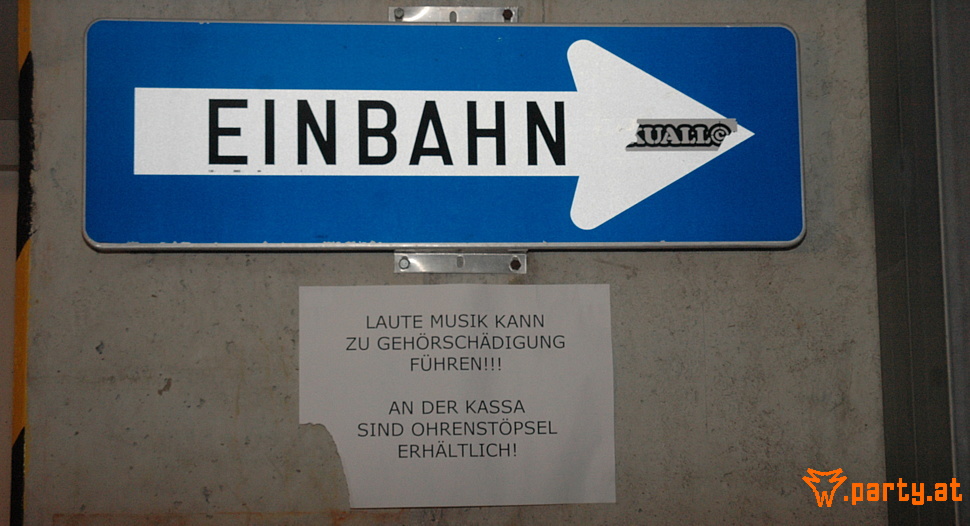 EINBAHN
KUALL©
LAUTE MUSIK KANN
ZU GEHÖRSCHÄDIGUNG
FÜHREN!!!
AN DER KASSA
SIND OHRENSTÖPSEL
ERHÄLTLICH!
.party.at